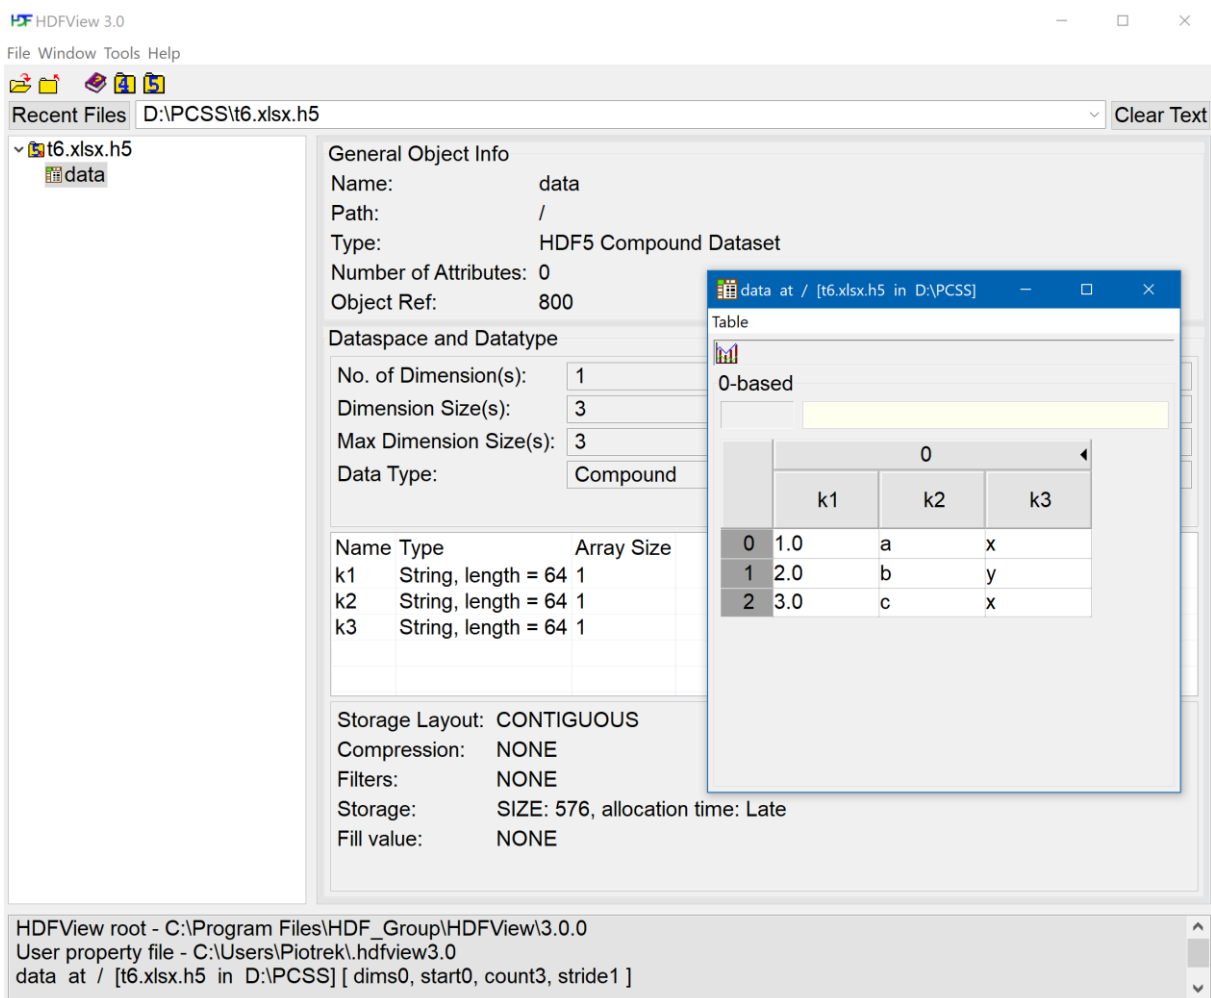 HDFView 3.0
File Window Tools Help
4 5
Recent Files D:\PCSS\t6.xlsx.h5 Clear Text
t6.xlsx.h5
data
General Object Info
Name: data
Path: /
Type: HDF5 Compound Dataset
Number of Attributes: 0
Object Ref: 800
Dataspace and Datatype
No. of Dimension(s): 1
Dimension Size(s): 3
Max Dimension Size(s): 3
Data Type: Compound
Name Type Array Size
k1 String, length = 64 1
k2 String, length = 64 1
k3 String, length = 64 1
Storage Layout: CONTIGUOUS
Compression: NONE
Filters: NONE
Storage: SIZE: 576, allocation time: Late
Fill value: NONE
data at / [t6.xlsx.h5 in D:\PCSS]
Table
0-based
0
k1 k2 k3
0 1.0 a x
1 2.0 b y
2 3.0 c x
HDFView root - C:\Program Files\HDF_Group\HDFView\3.0.0
User property file - C:\Users\Piotrek\.hdfview3.0
data at / [t6.xlsx.h5 in D:\PCSS] [ dims0, start0, count3, stride1 ]